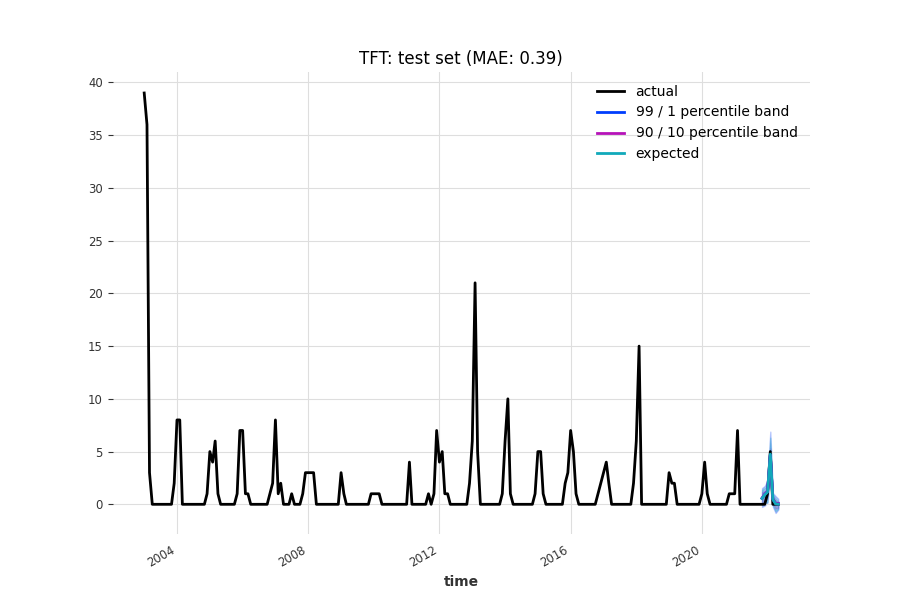 TFT: test set (MAE: 0.39)
actual
99 / 1 percentile band
90 / 10 percentile band
expected
40
35
30
25
20
15
10
5
0
2004
2008
2012
2016
2020
time